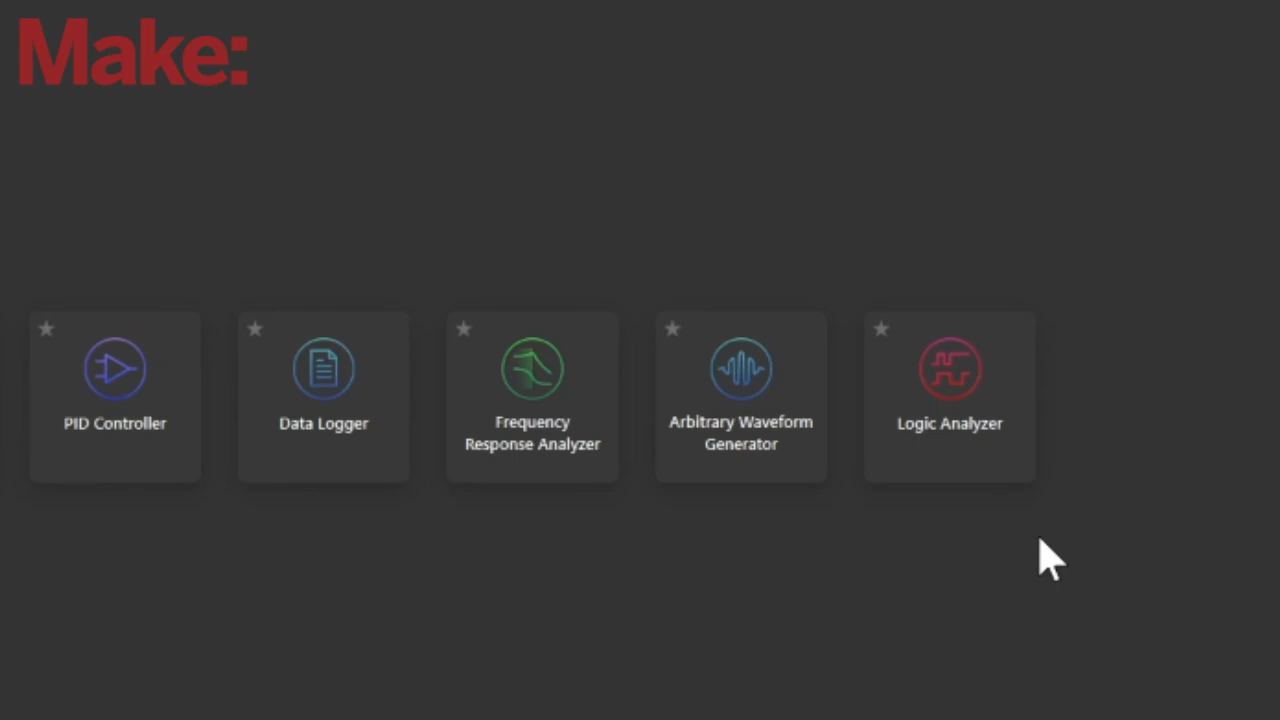 Make:
PID Controller
Data Logger
Frequency
Response Analyzer
Arbitrary Waveform
Generator
Logic Analyzer